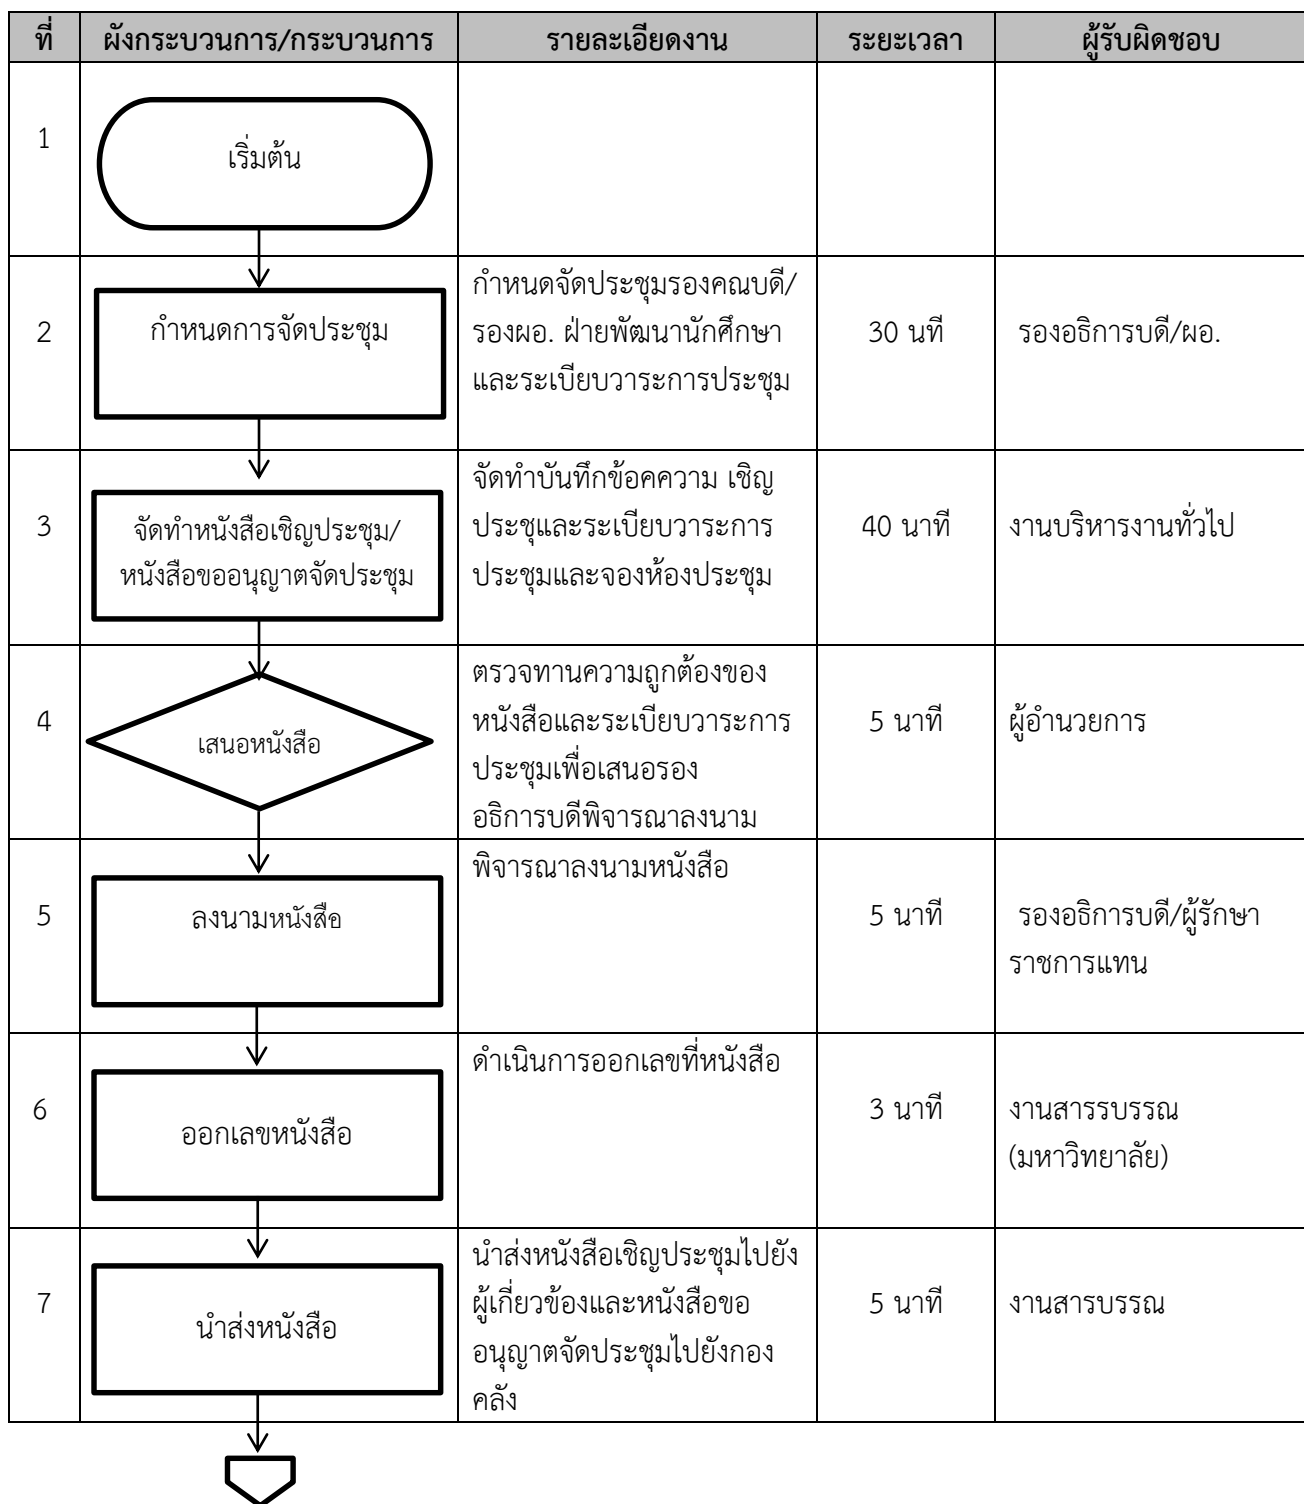 ที่ ผังกระบวนการ/กระบวนการ รายละเอียดงาน ระยะเวลา ผู้รับผิดชอบ
1
เริ่มต้น
2
กำหนดการจัดประชุม
กำหนดจัดประชุมรองคณบดี/
รองผอ. ฝ่ายพัฒนานักศึกษา
และระเบียบวาระการประชุม
30 นที
รองอธิการบดี/ผอ.
3
จัดทำหนังสือเชิญประชุม/
หนังสือขออนุญาตจัดประชุม
จัดทำบันทึกข้อคความ เชิญ
ประชุและระเบียบวาระการ
ประชุมและจองห้องประชุม
40 นาที
งานบริหารงานทั่วไป
4
เสนอหนังสือ
ตรวจทานความถูกต้องของ
หนังสือและระเบียบวาระการ
ประชุมเพื่อเสนอรอง
อธิการบดีพิจารณาลงนาม
5 นาที
ผู้อำนวยการ
5
ลงนามหนังสือ
พิจารณาลงนามหนังสือ
5 นาที
รองอธิการบดี/ผู้รักษา
ราชการแทน
6
ออกเลขหนังสือ
ดำเนินการออกเลขที่หนังสือ
3 นาที
งานสารรบรรณ
(มหาวิทยาลัย)
7
นำส่งหนังสือ
นำส่งหนังสือเชิญประชุมไปยัง
ผู้เกี่ยวข้องและหนังสือขอ
อนุญาตจัดประชุมไปยังกอง
คลัง
5 นาที
งานสารบรรณ